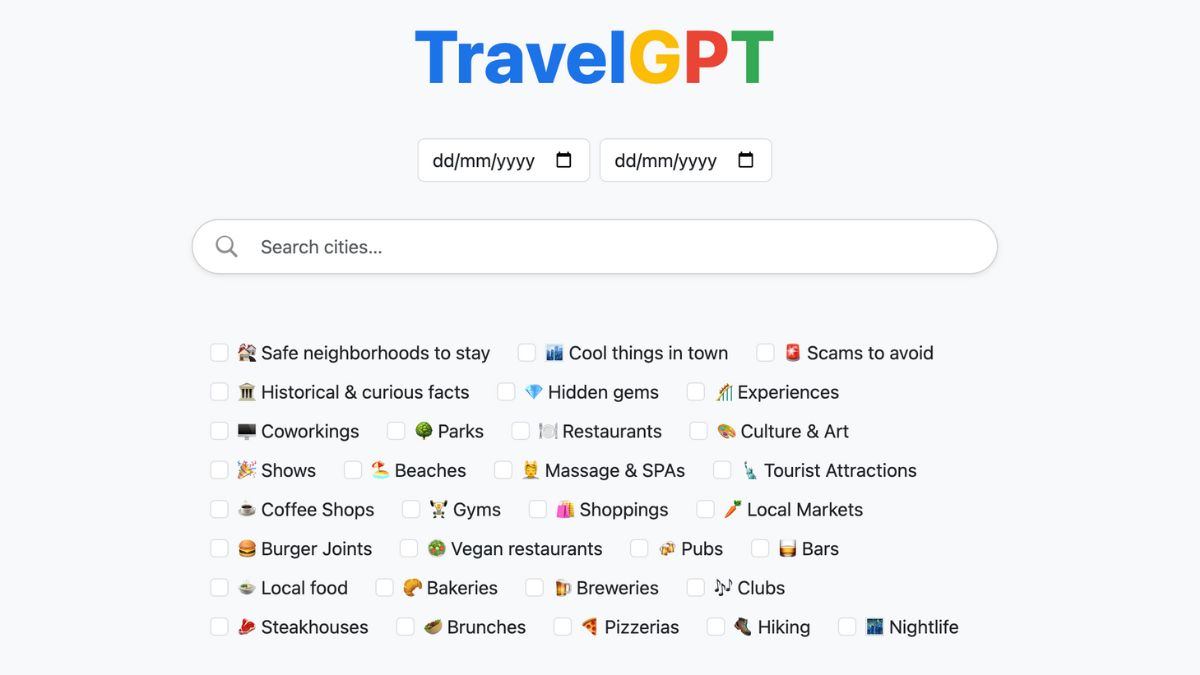 TravelGPT
dd/mm/yyyy dd/mm/yyyy
Search cities...
Safe neighborhoods to stay Cool things in town Scams to avoid
Historical & curious facts Hidden gems Experiences
Coworkings Parks Restaurants Culture & Art
Shows Beaches Massage & SPAs Tourist Attractions
Coffee Shops Gyms Shoppings Local Markets
Burger Joints Vegan restaurants Pubs Bars
Local food Bakeries Breweries Clubs
Steakhouses Brunches Pizzerias Hiking Nightlife